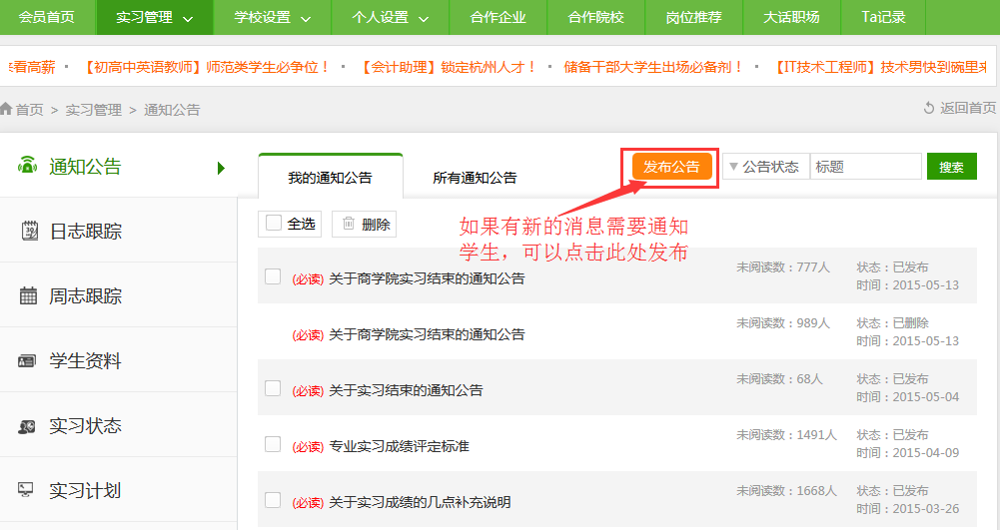 会员首页 实习管理 学校设置 个人设置 合作企业 合作院校 岗位推荐 大话职场 Ta记录
看高薪 · 【初高中英语教师】师范类学生必争位！ · 【会计助理】锁定杭州人才！ · 储备干部大学生出场必备剂！ · 【IT技术工程师】技术男快到碗里来
首页 > 实习管理 > 通知公告 返回首页
通知公告
日志跟踪
周志跟踪
学生资料
实习状态
实习计划
我的通知公告 所有通知公告 发布公告 公告状态 标题 搜索
全选 删除
如果有新的消息需要通知
学生，可以点击此处发布
(必读) 关于商学院实习结束的通知公告 未阅读数：777人 状态：已发布
时间：2015-05-13
(必读) 关于商学院实习结束的通知公告 未阅读数：989人 状态：已删除
时间：2015-05-13
(必读) 关于实习结束的通知公告 未阅读数：68人 状态：已发布
时间：2015-05-04
(必读) 专业实习成绩评定标准 未阅读数：1491人 状态：已发布
时间：2015-04-09
(必读) 关于实习成绩的几点补充说明 未阅读数：1668人 状态：已发布
时间：2015-03-26